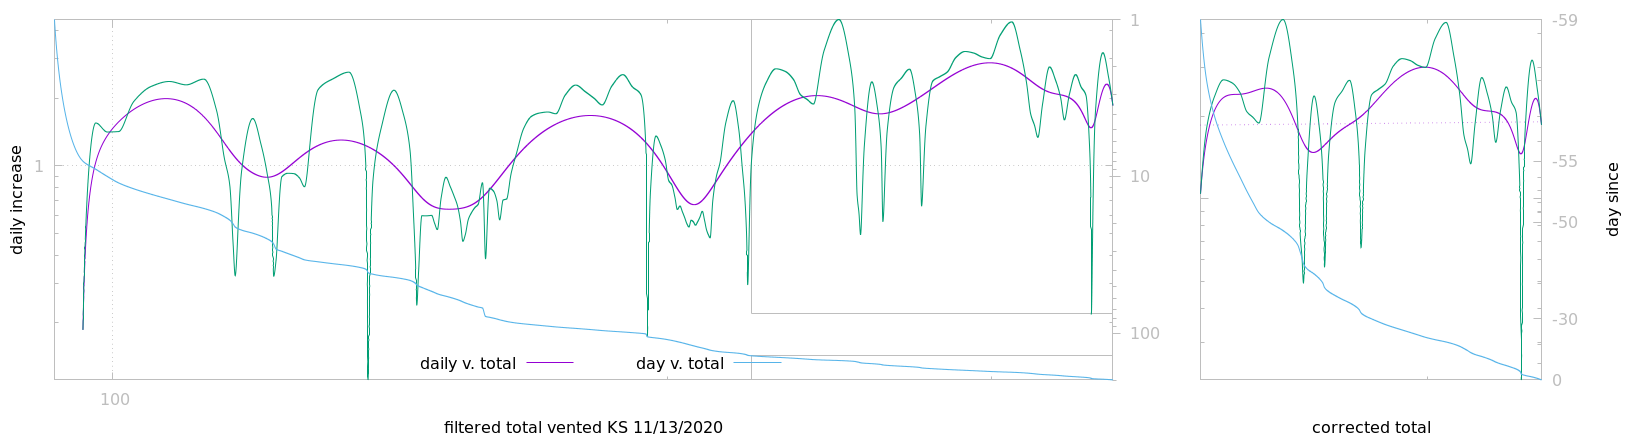 1
-59
daily increase
1
-55
10
-50
day since
-30
100
daily v. total
day v. total
0
100
filtered total vented KS 11/13/2020
corrected total